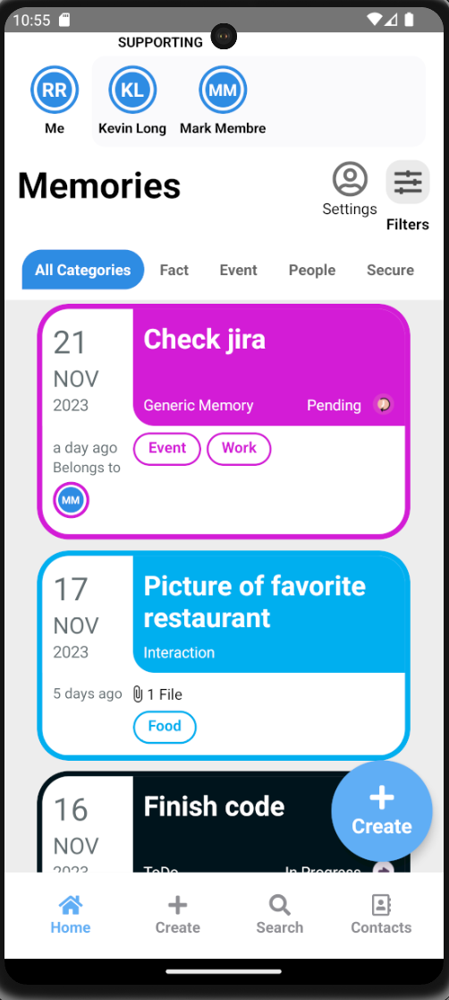 10:55
SUPPORTING
RR
KL
MM
Me
Kevin Long
Mark Membre
Memories
Settings
Filters
All Categories
Fact
Event
People
Secure
21
NOV
2023
Check jira
Generic Memory
Pending
a day ago
Belongs to
MM
Event
Work
17
NOV
2023
Picture of favorite
restaurant
Interaction
5 days ago
1 File
Food
16
NOV
2023
Finish code
ToDo
In Progress
Create
Home
Create
Search
Contacts